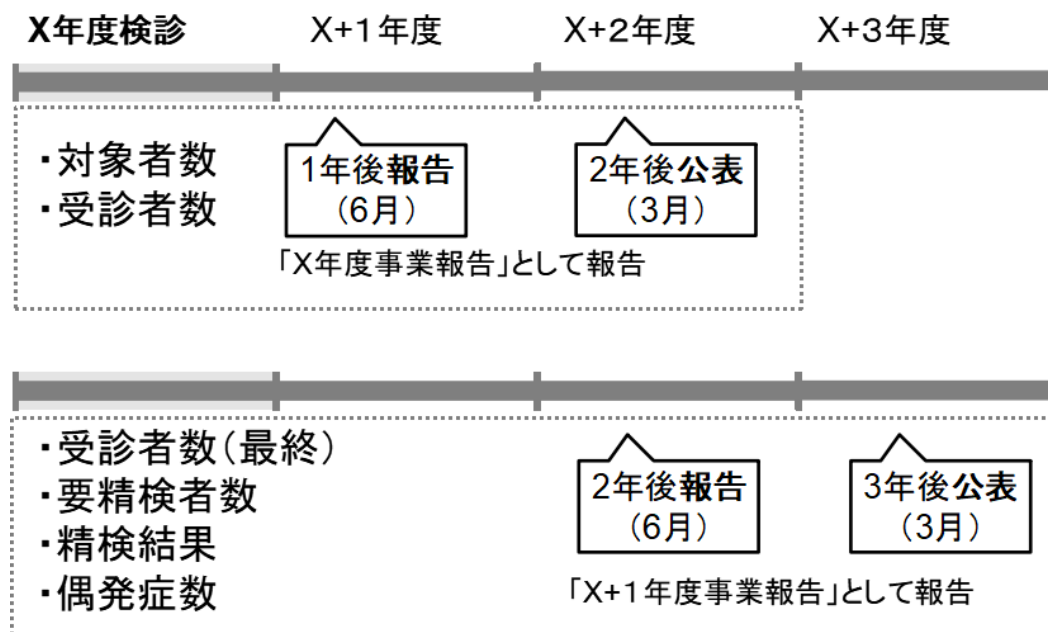 X年度検診
X+1年度
X+2年度
X+3年度
・対象者数
・受診者数
1年後報告
(6月)
2年後公表
(3月)
「X年度事業報告」として報告
・受診者数(最終)
・要精検者数
・精検結果
・偶発症数
2年後報告
(6月)
3年後公表
(3月)
「X+1年度事業報告」として報告